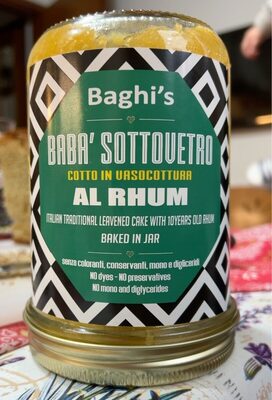 Baghi's
BABA' SOTTOVETRO
COTTO IN VASOCOTTURA
AL RHUM
ITALIAN TRADITIONAL LEAVENED CAKE WITH 10YEARS OLD RHUM
BAKED IN JAR
senza coloranti, conservanti, mono e digliceridi
NO dyes - NO preservatives
NO mono and diglycerides